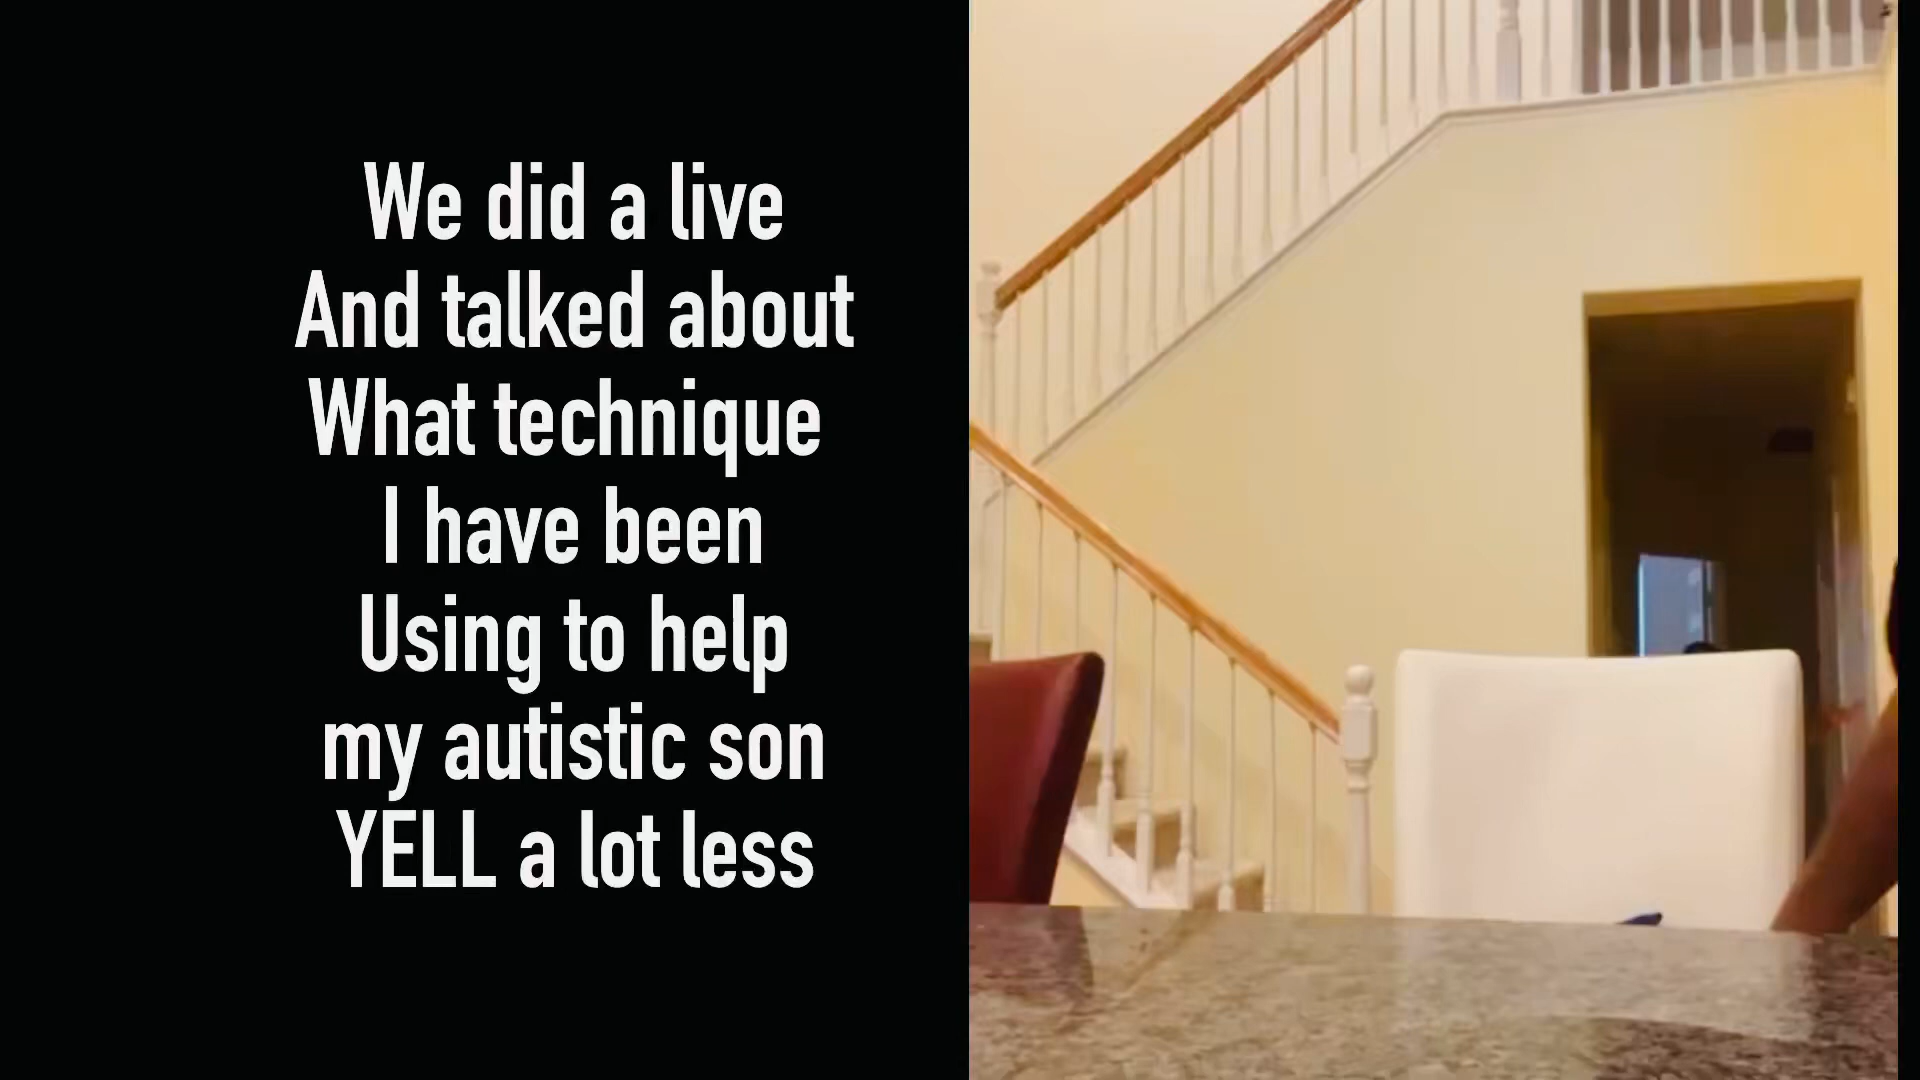 We did a live
And talked about
What technique
I have been
Using to help
my autistic son
YELL a lot less